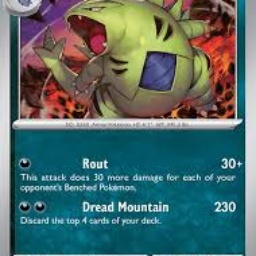 Rout 30+
This attack does 30 more damage for each of your
opponent's Benched Pokémon.
Dread Mountain 230
Discard the top 4 cards of your deck.